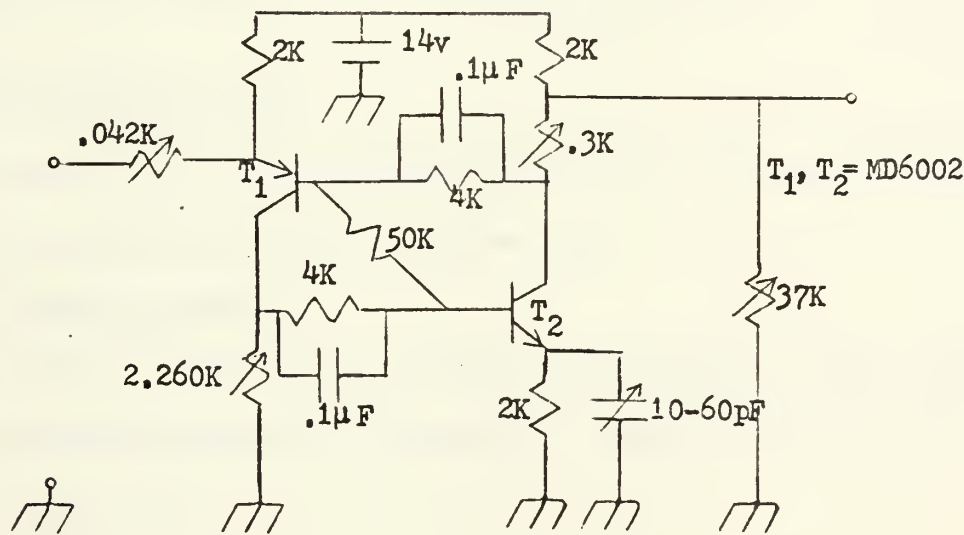 2K
14v
2K
.1μF
.042K
.3K
T1
4K
T1, T2= MD6002
50K
4K
T2
37K
2.260K
.1μF
2K
10-60pF